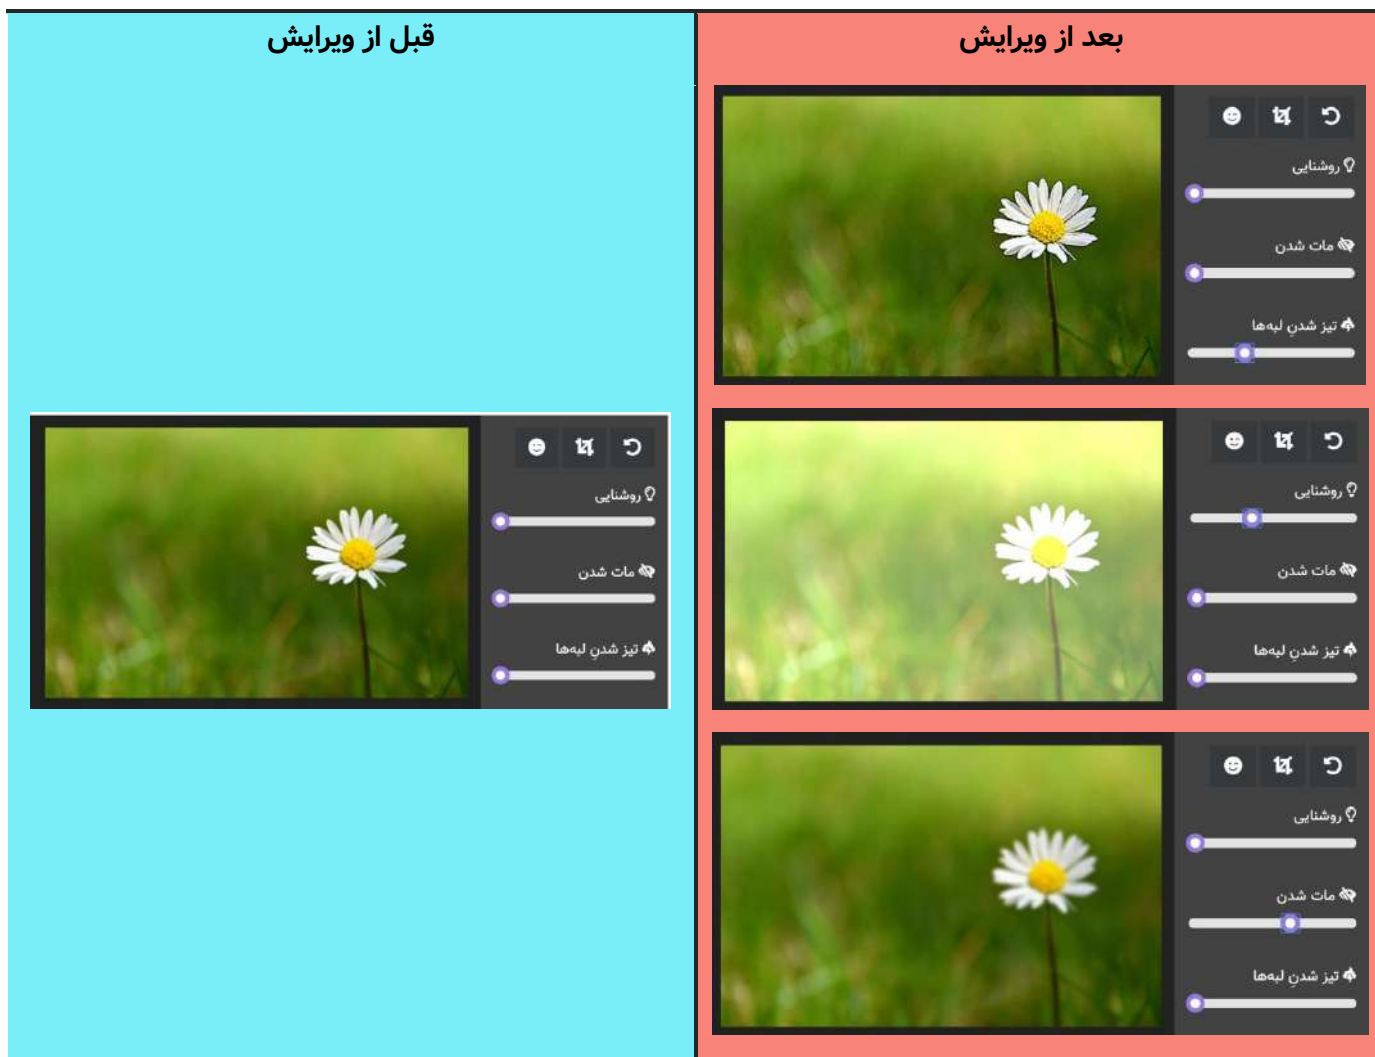 بعد از ویرایش
قبل از ویرایش
روشنایی
مات شدن
تیز شدنِ لبه‌ها
روشنایی
مات شدن
تیز شدنِ لبه‌ها
روشنایی
مات شدن
تیز شدنِ لبه‌ها
روشنایی
مات شدن
تیز شدنِ لبه‌ها